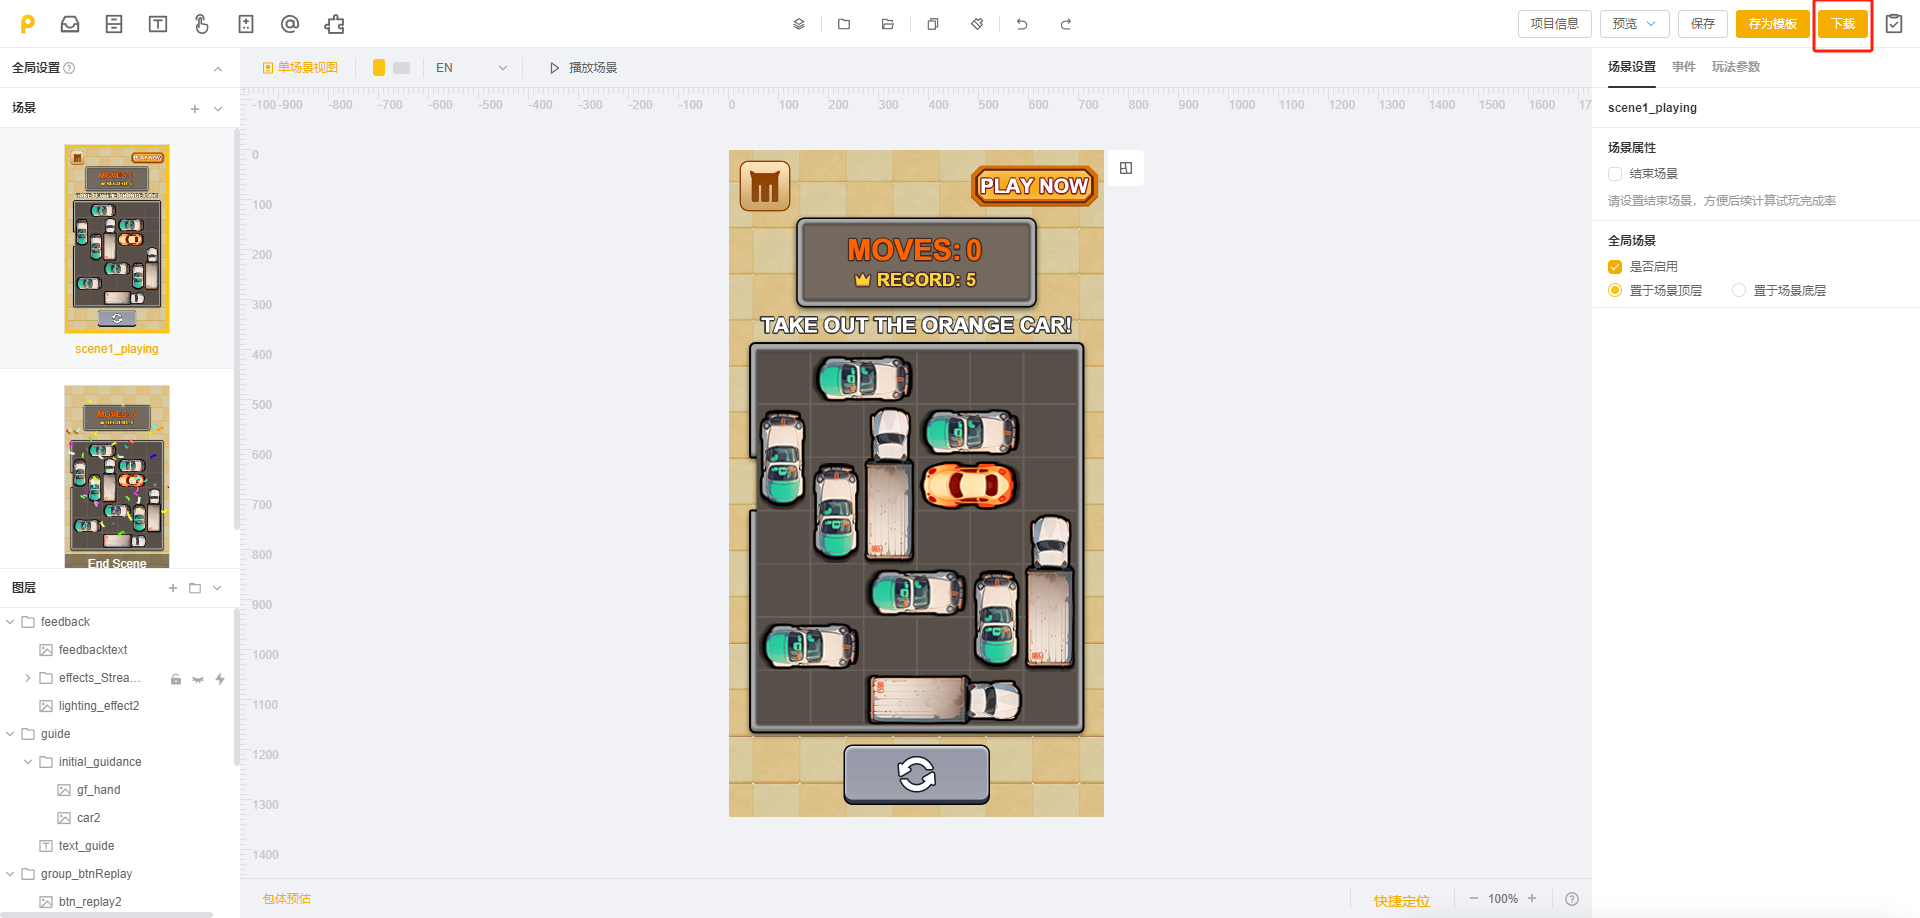 项目信息
预览
保存
存为模板
下载
全局设置
单场景视图
EN
播放场景
场景设置 事件 玩法参数
场景
-100 -900 -800 -700 -600 -500 -400 -300 -200 -100 0 100 200 300 400 500 600 700 800 900 1000 1100 1200 1300 1400 1500 1600 17
scene1_playing
场景属性
结束场景
请设置结束场景，方便后续计算试玩完成率
全局场景
是否启用
置于场景顶层
置于场景底层
0
100
200
300
400
500
600
700
800
900
1000
1100
1200
1300
1400
PLAY NOW
MOVES: 0
RECORD: 5
TAKE OUT THE ORANGE CAR!
PLAY NOW
MOVES: 0
RECORD: 5
scene1_playing
MOVES: 0
End Scene
图层
feedback
feedbacktext
effects_Strea...
lighting_effect2
guide
initial_guidance
gf_hand
car2
text_guide
group_btnReplay
btn_replay2
包体预估
快捷定位
100%